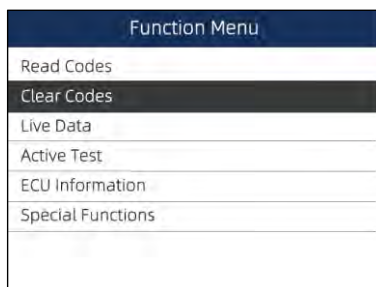 Function Menu
Read Codes
Clear Codes
Live Data
Active Test
ECU Information
Special Functions